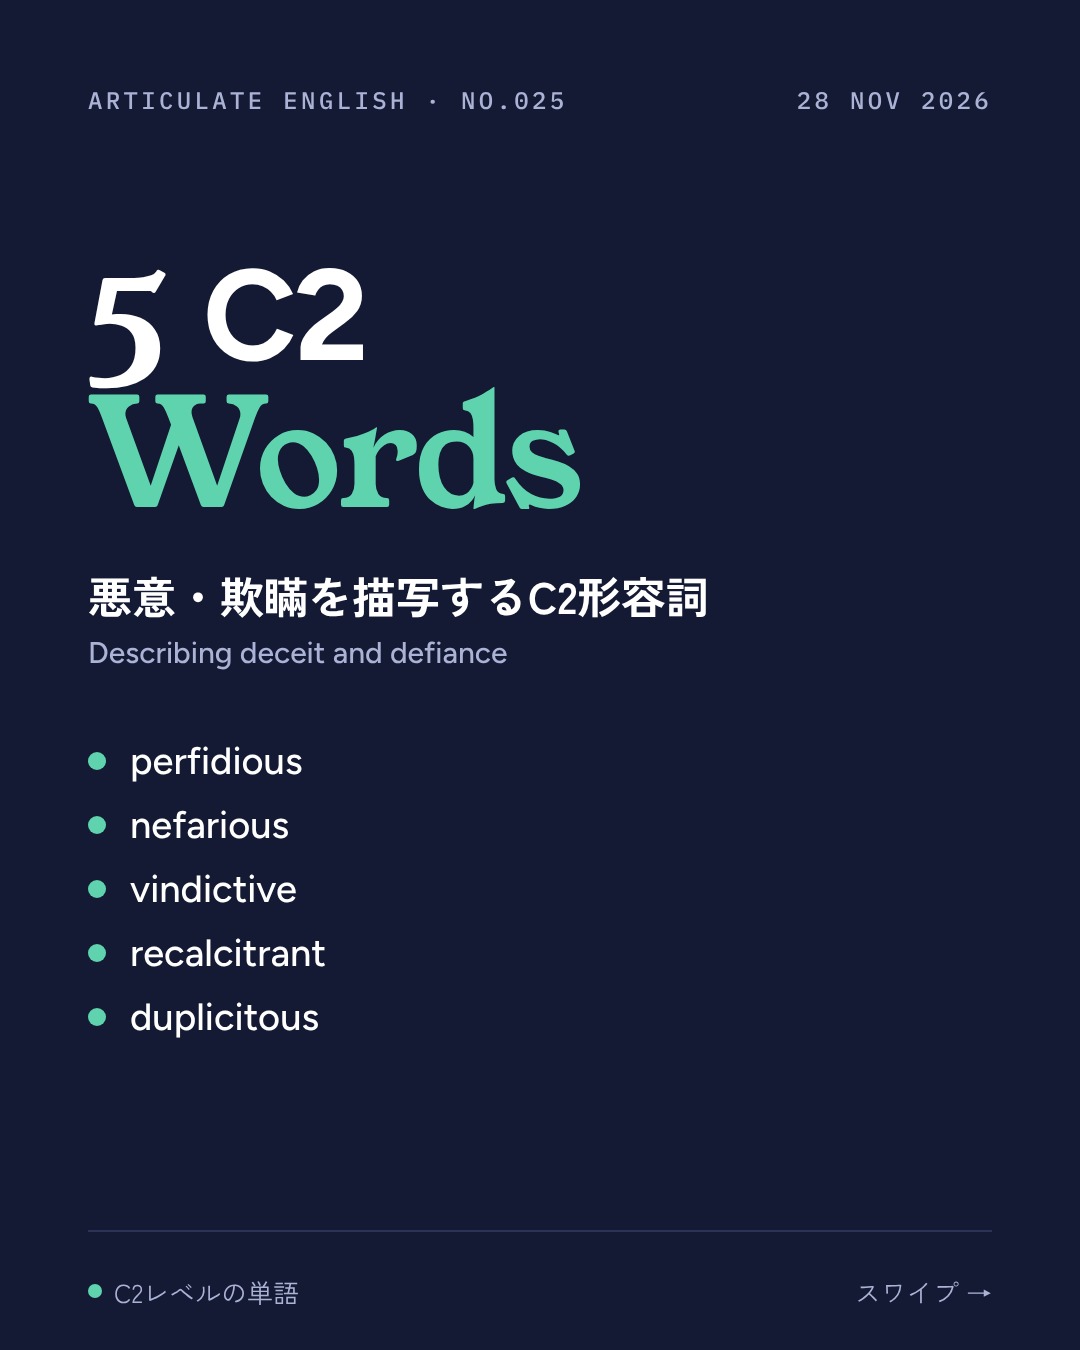 ARTICULATE ENGLISH · NO.025
28 NOV 2026
5 C2
Words
悪意・欺瞞を描写するC2形容詞
Describing deceit and defiance
perfidious
nefarious
vindictive
recalcitrant
duplicitous
C2レベルの単語
スワイプ →